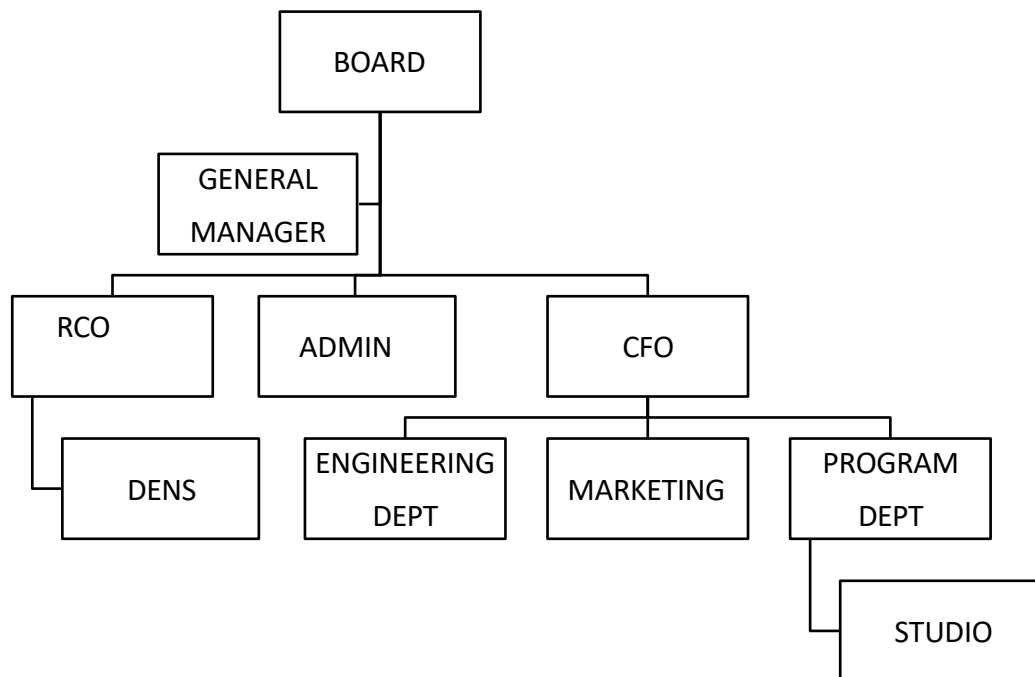 BOARD
GENERAL
MANAGER
RCO
ADMIN
CFO
DENS
ENGINEERING
DEPT
MARKETING
PROGRAM
DEPT
STUDIO